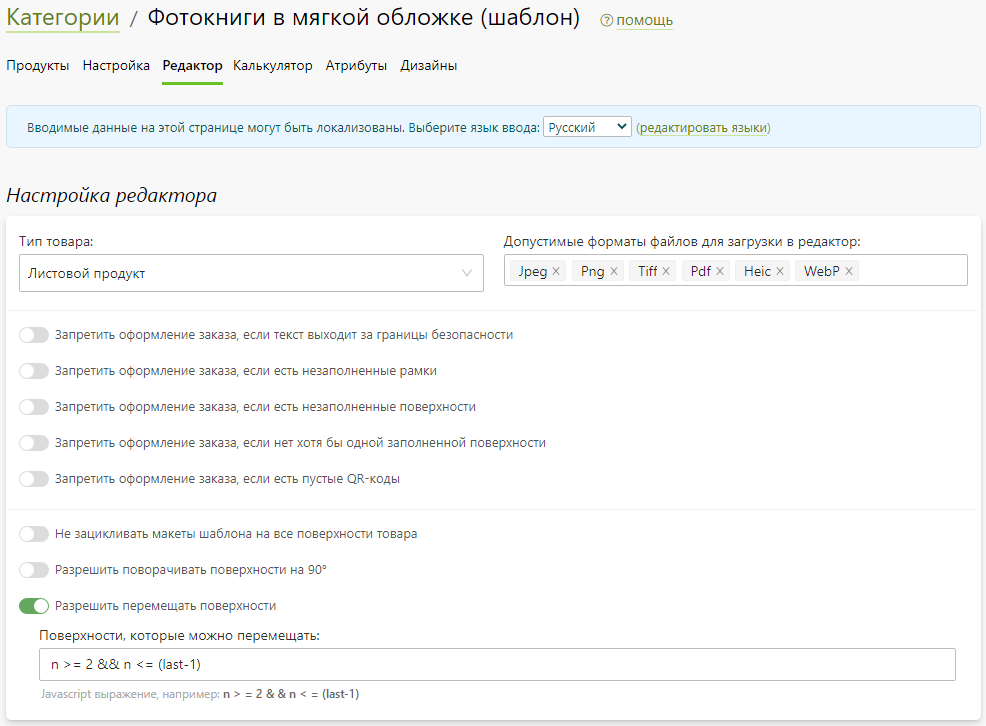 Категории / Фотокниги в мягкой обложке (шаблон) ? помощь
Продукты Настройка Редактор Калькулятор Атрибуты Дизайны
Вводимые данные на этой странице могут быть локализованы. Выберите язык ввода: Русский (редактировать языки)
Настройка редактора
Тип товара: Допустимые форматы файлов для загрузки в редактор:
Листовой продукт Jpeg × Png × Tiff × Pdf × Heic × WebP ×
Запретить оформление заказа, если текст выходит за границы безопасности
Запретить оформление заказа, если есть незаполненные рамки
Запретить оформление заказа, если есть незаполненные поверхности
Запретить оформление заказа, если нет хотя бы одной заполненной поверхности
Запретить оформление заказа, если есть пустые QR-коды
Не зацикливать макеты шаблона на все поверхности товара
Разрешить поворачивать поверхности на 90°
Разрешить перемещать поверхности
Поверхности, которые можно перемещать:
n >= 2 && n <= (last-1)
Javascript выражение, например: n > = 2 & & n < = (last-1)